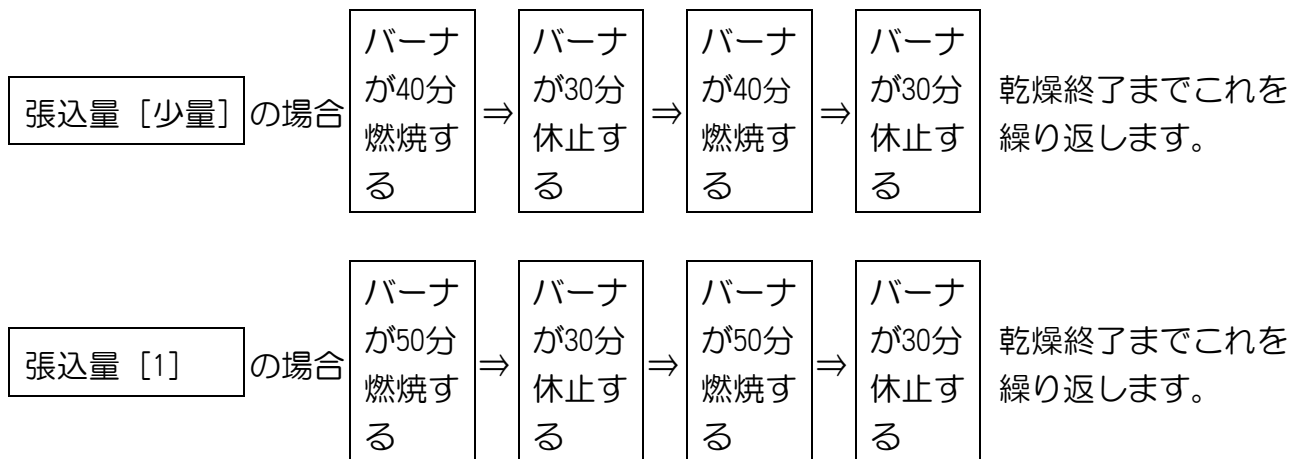 張込量［少量］の場合
バーナ
が40分
燃焼す
る
⇒
バーナ
が30分
休止す
る
⇒
バーナ
が40分
燃焼す
る
⇒
バーナ
が30分
休止す
る
乾燥終了までこれを
繰り返します。
張込量［1］の場合
バーナ
が50分
燃焼す
る
⇒
バーナ
が30分
休止す
る
⇒
バーナ
が50分
燃焼す
る
⇒
バーナ
が30分
休止す
る
乾燥終了までこれを
繰り返します。